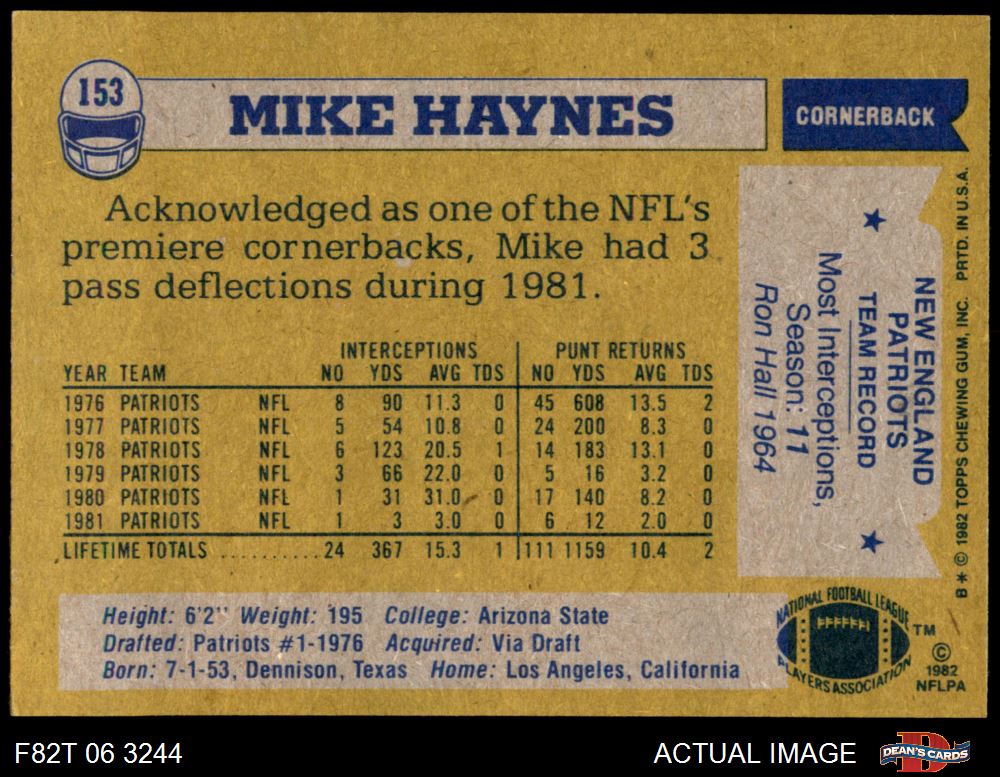 153
MIKE HAYNES
CORNERBACK
Acknowledged as one of the NFL's
premiere cornerbacks, Mike had 3
pass deflections during 1981.
INTERCEPTIONS PUNT RETURNS
YEAR TEAM NO YDS AVG TDS NO YDS AVG TDS
1976 PATRIOTS NFL 8 90 11.3 0 45 608 13.5 2
1977 PATRIOTS NFL 5 54 10.8 0 24 200 8.3 0
1978 PATRIOTS NFL 6 123 20.5 1 14 183 13.1 0
1979 PATRIOTS NFL 3 66 22.0 0 5 16 3.2 0
1980 PATRIOTS NFL 1 31 31.0 0 17 140 8.2 0
1981 PATRIOTS NFL 1 3 3.0 0 6 12 2.0 0
LIFETIME TOTALS .......... 24 367 15.3 1 111 1159 10.4 2
Height: 6'2" Weight: 195 College: Arizona State
Drafted: Patriots #1-1976 Acquired: Via Draft
Born: 7-1-53, Dennison, Texas Home: Los Angeles, California
NEW ENGLAND
PATRIOTS
TEAM RECORD
Most Interceptions,
Season: 11
Ron Hall 1964
B * © 1982 TOPPS CHEWING GUM, INC. PRTD. IN U.S.A.
NATIONAL FOOTBALL LEAGUE
PLAYERS ASSOCIATION
TM
©
1982
NFLPA
F82T 06 3244
ACTUAL IMAGE
DEAN'S CARDS